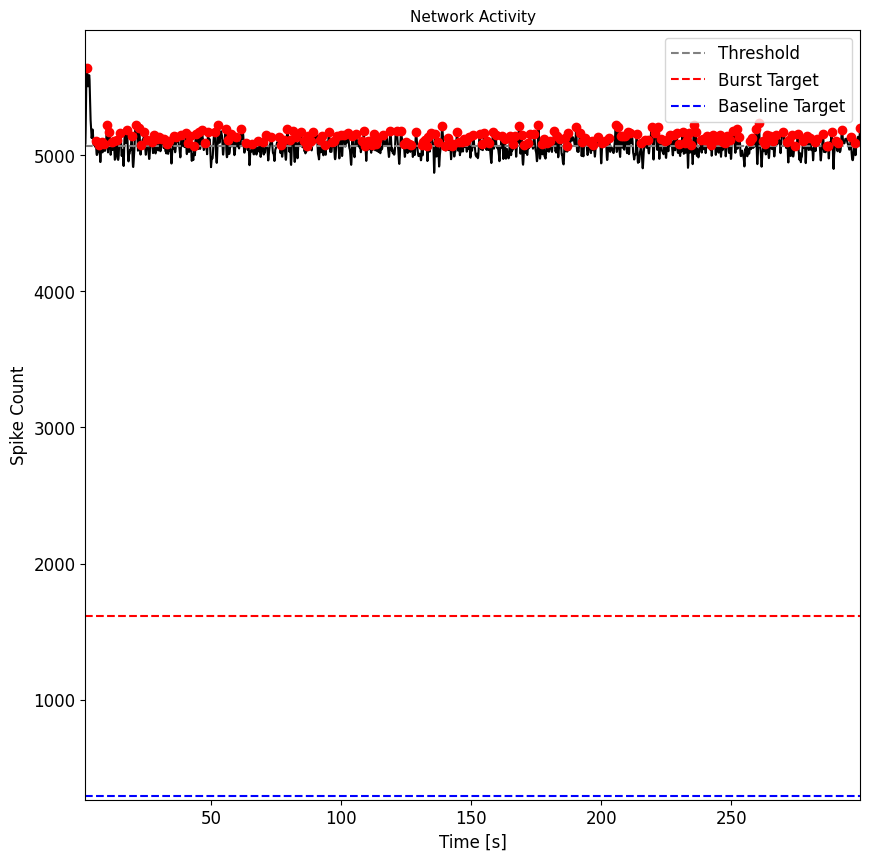 Network Activity
Threshold
Burst Target
Baseline Target
5000
4000
3000
2000
1000
Spike Count
50
100
150
200
250
Time [s]